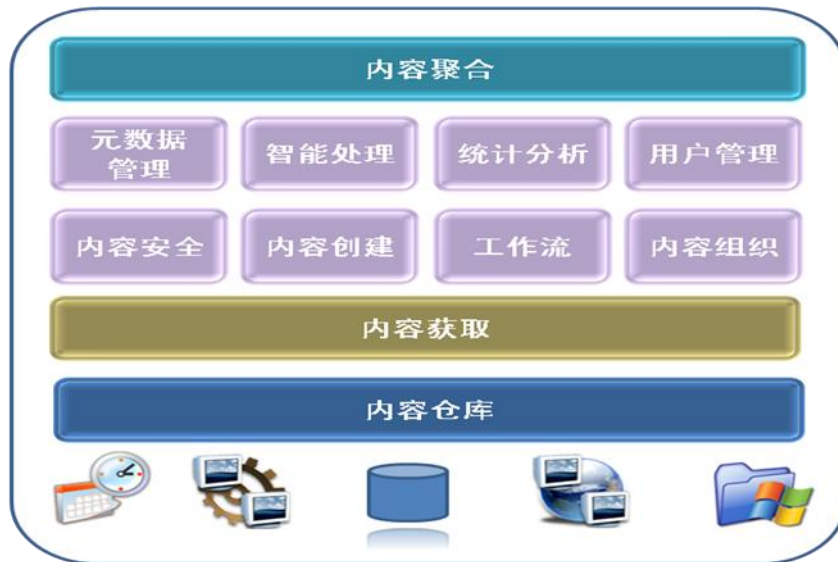 内容聚合
元数据
管理
智能处理
统计分析
用户管理
内容安全
内容创建
工作流
内容组织
内容获取
内容仓库